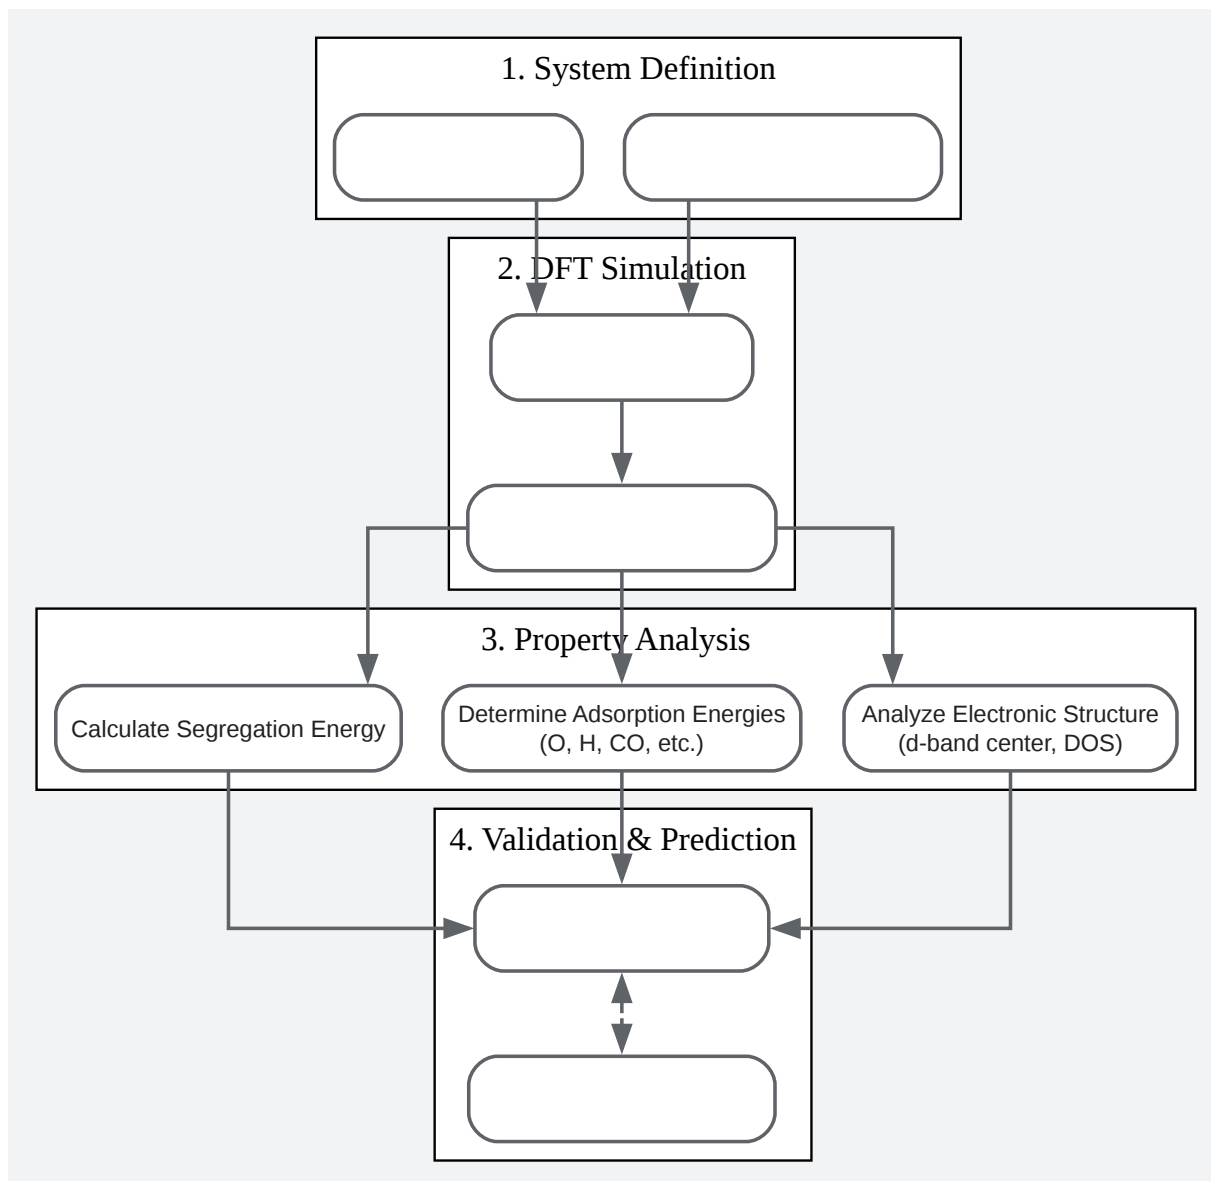 1. System Definition
2. DFT Simulation
3. Property Analysis
Calculate Segregation Energy
Determine Adsorption Energies
(O, H, CO, etc.)
Analyze Electronic Structure
(d-band center, DOS)
4. Validation & Prediction